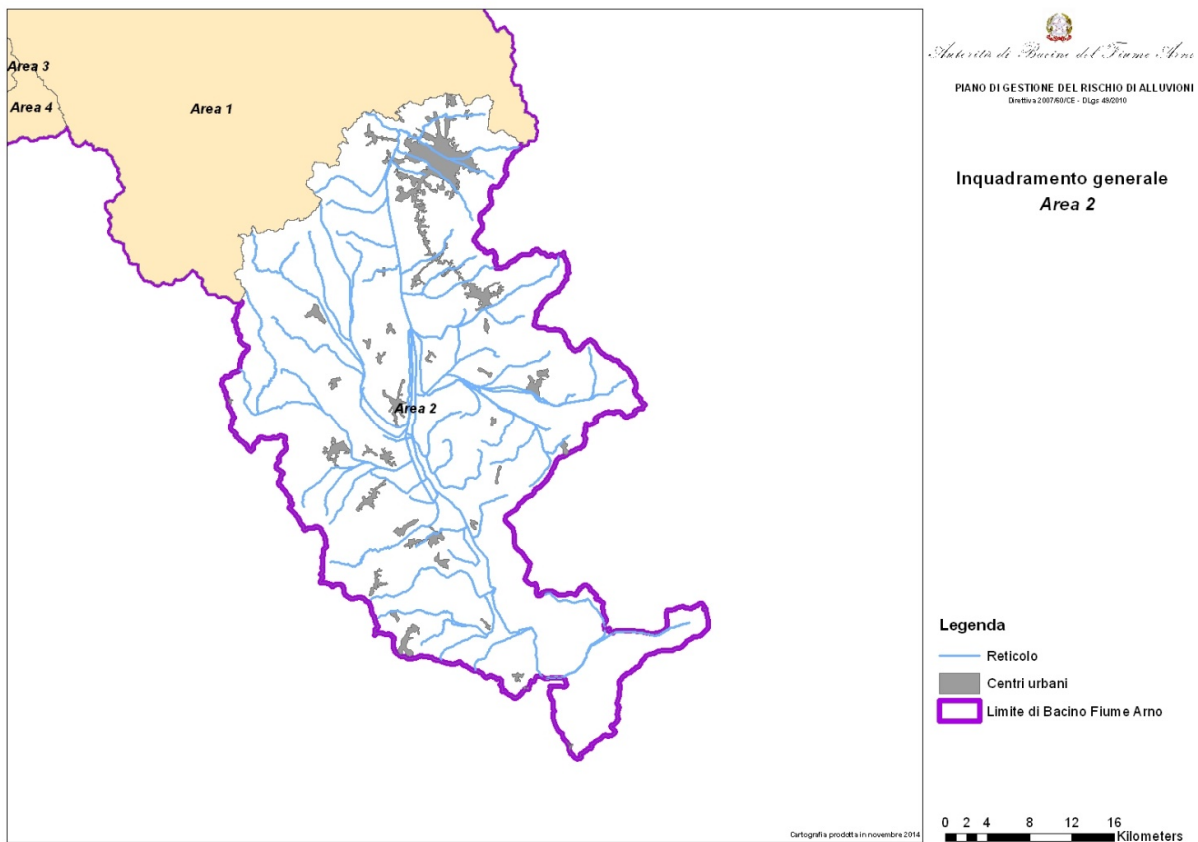 Area 3
Area 4
Area 1
Area 2
Cartografia prodotta in novembre 2014
Autorità di Bacino del Fiume Arno
PIANO DI GESTIONE DEL RISCHIO DI ALLUVIONI
Direttiva 2007/60/CE - DLgs 49/2010
Inquadramento generale
Area 2
Legenda
Reticolo
Centri urbani
Limite di Bacino Fiume Arno
0 2 4 8 12 16
Kilometers